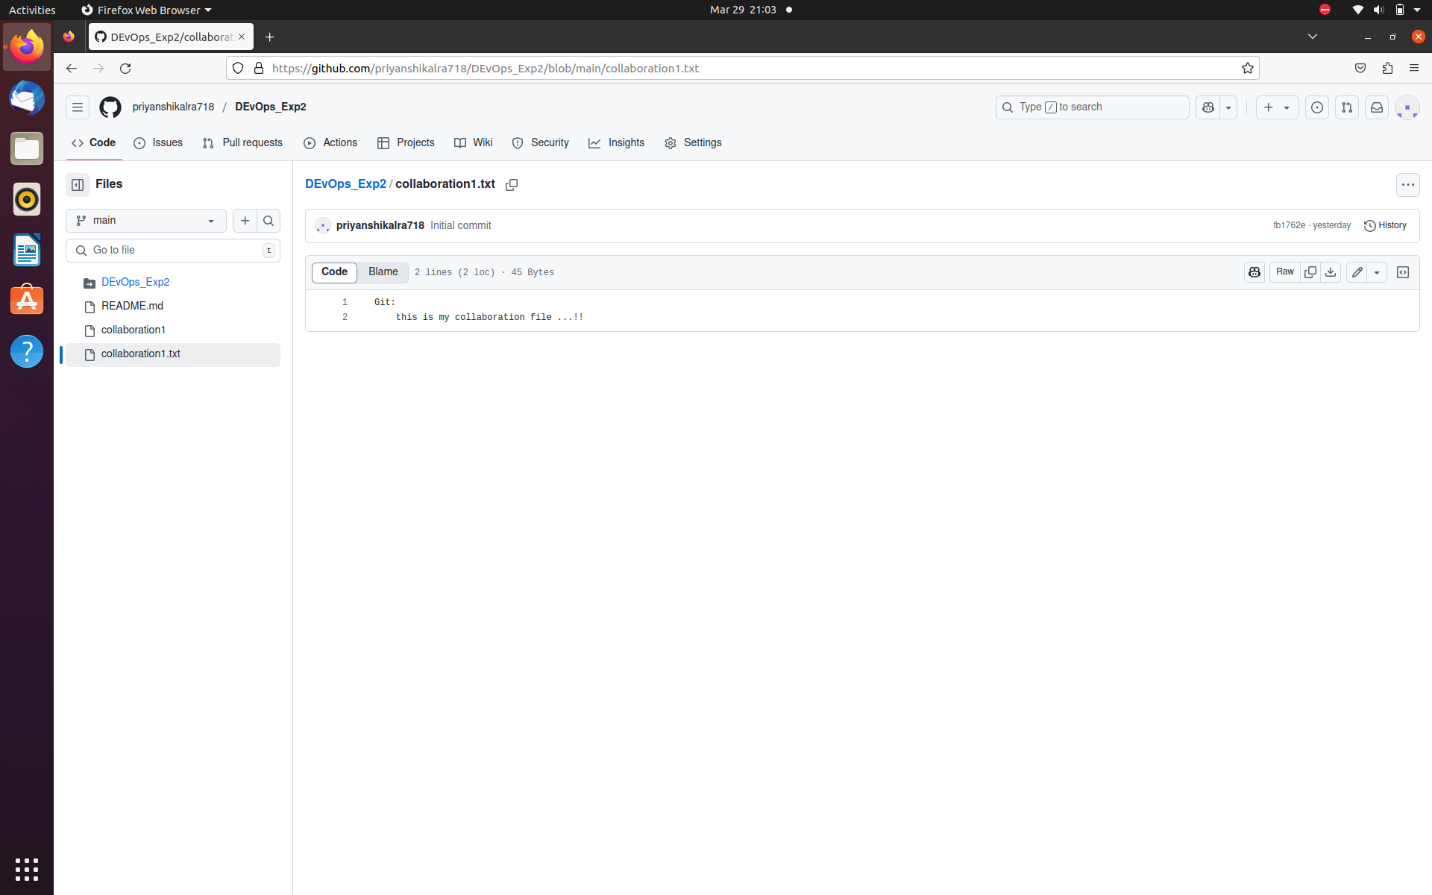 Activities
Firefox Web Browser
Mar 29 21:03
DEvOps_Exp2/collaborat
https://github.com/priyanshikalra718/DEvOps_Exp2/blob/main/collaboration1.txt
priyanshikalra718 / DEvOps_Exp2
Type / to search
Code
Issues
Pull requests
Actions
Projects
Wiki
Security
Insights
Settings
Files
main
Go to file
t
DEvOps_Exp2
README.md
collaboration1
collaboration1.txt
DEvOps_Exp2 / collaboration1.txt
priyanshikalra718 Initial commit
fb1762e · yesterday
History
Code
Blame
2 lines (2 loc) · 45 Bytes
Raw
1 Git:
2 this is my collaboration file ...!!